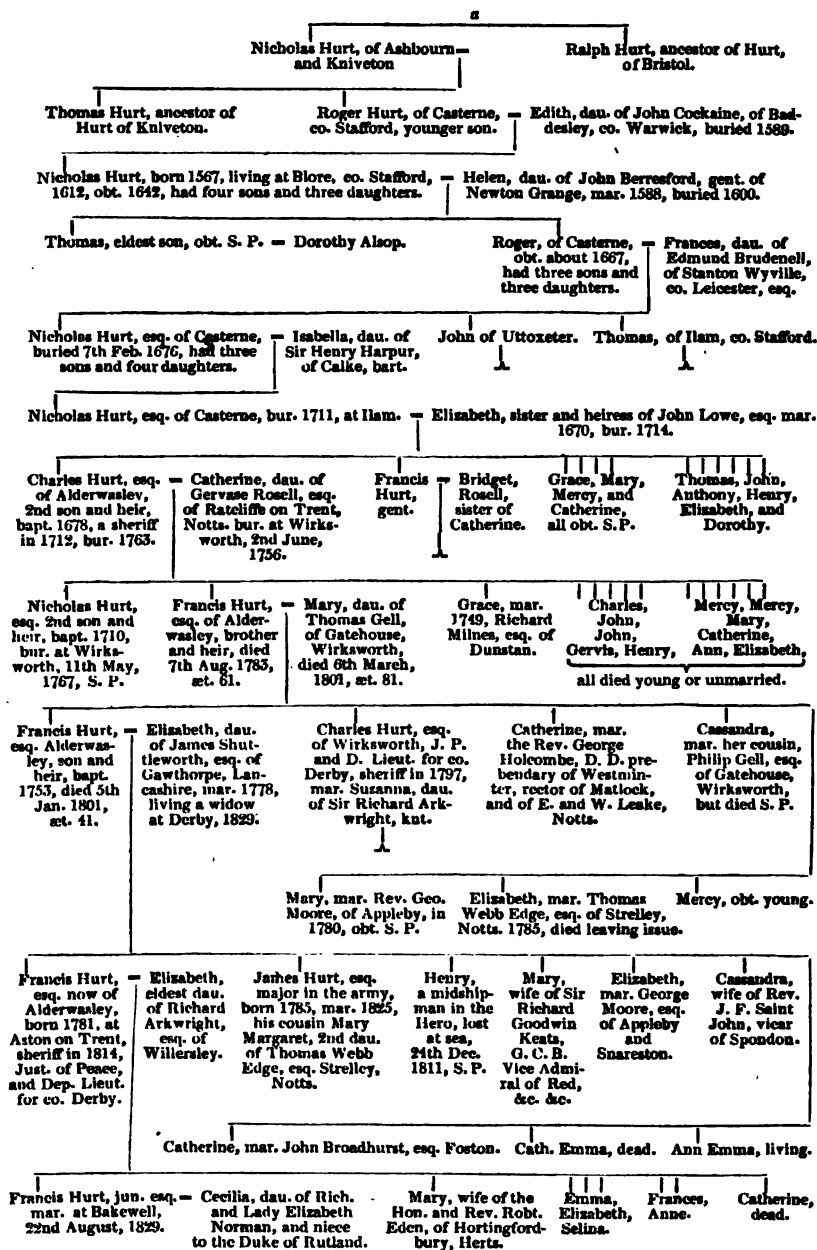 a
Nicholas Hurt, of Ashbourn
and Kniveton
Ralph Hurt, ancestor of Hurt,
of Bristol.
Thomas Hurt, ancestor of
Hurt of Kniveton.
Roger Hurt, of Casterne,
co. Stafford, younger son.
Edith, dau. of John Cockaine, of Bad-
desley, co. Warwick, buried 1589.
Nicholas Hurt, born 1567, living at Blore, co. Stafford,
1612, obt. 1642, had four sons and three daughters.
Helen, dau. of John Berresford, gent. of
Newton Grange, mar. 1588, buried 1600.
Thomas, eldest son, obt. S. P. = Dorothy Alsop.
Roger, of Casterne,
obt. about 1667,
had three sons and
three daughters.
Frances, dau. of
Edmund Brudenell,
of Stanton Wyville,
co. Leicester, esq.
Nicholas Hurt, esq. of Casterne,
buried 7th Feb. 1676, had three
sons and four daughters.
Isabella, dau. of
Sir Henry Harpur,
of Calke, bart.
John of Uttoxeter.
Thomas, of Ilam, co. Stafford.
Nicholas Hurt, esq. of Casterne, bur. 1711, at Ilam.
Elizabeth, sister and heiress of John Lowe, esq. mar.
1670, bur. 1714.
Charles Hurt, esq.
of Alderwasley,
2nd son and heir,
bapt. 1678, a sheriff
in 1712, bur. 1763.
Catherine, dau. of
Gervase Rosell, esq.
of Ratcliffe on Trent,
Notts. bur. at Wirks-
worth, 2nd June,
1756.
Francis
Hurt,
gent.
Bridget,
Rosell,
sister of
Catherine.
Grace, Mary,
Mercy, and
Catherine,
all obt. S. P.
Thomas, John,
Anthony, Henry,
Elizabeth, and
Dorothy.
Nicholas Hurt,
esq. 2nd son and
heir, bapt. 1710,
bur. at Wirks-
worth, 11th May,
1767, S. P.
Francis Hurt,
esq. of Alder-
wasley, brother
and heir, died
7th Aug. 1783,
æt. 61.
Mary, dau. of
Thomas Gell,
of Gatehouse,
Wirksworth,
died 6th March,
1801, æt. 81.
Grace, mar.
1749, Richard
Milnes, esq. of
Dunstan.
Charles,
John,
John,
Gervis, Henry,
Mercy, Mercy,
Mary,
Catherine,
Ann, Elizabeth,
all died young or unmarried.
Francis Hurt,
esq. Alderwas-
ley, son and
heir, bapt.
1753, died 5th
Jan. 1801,
æt. 41.
Elizabeth, dau.
of James Shut-
tleworth, esq. of
Gawthorpe, Lan-
cashire, mar. 1778,
living a widow
at Derby, 1829.
Charles Hurt, esq.
of Wirksworth, J. P.
and D. Lieut. for co.
Derby, sheriff in 1797,
mar. Susanna, dau.
of Sir Richard Ark-
wright, knt.
Catherine, mar.
the Rev. George
Holcombe, D. D. pre-
bendary of Westmin-
ter, rector of Matlock,
and of E. and W. Leake,
Notts.
Cassandra,
mar. her cousin,
Philip Gell, esq.
of Gatehouse,
Wirksworth,
but died S. P.
Mary, mar. Rev. Geo.
Moore, of Appleby, in
1780, obt. S. P.
Elizabeth, mar. Thomas
Webb Edge, esq. of Strelley,
Notts. 1785, died leaving issue.
Mercy, obt. young.
Francis Hurt,
esq. now of
Alderwasley,
born 1781, at
Aston on Trent,
sheriff in 1814,
Just. of Peace,
and Dep. Lieut.
for co. Derby.
Elizabeth,
eldest dau.
of Richard
Arkwright,
esq. of
Willersley.
James Hurt, esq.
major in the army,
born 1785, mar. 1825,
his cousin Mary
Margaret, 2nd dau.
of Thomas Webb
Edge, esq. Strelley,
Notts.
Henry,
a midship-
man in the
Hero, lost
at sea,
24th Dec.
1811, S. P.
Mary,
wife of Sir
Richard
Goodwin
Keats,
G. C. B.
Vice Admi-
ral of Red,
&c. &c.
Elizabeth,
mar. George
Moore, esq.
of Appleby
and
Snareston.
Cassandra,
wife of Rev.
J. F. Saint
John, vicar
of Spondon.
Catherine, mar. John Broadhurst, esq. Foston.
Cath. Emma, dead.
Ann Emma, living.
Francis Hurt, jun. esq.
mar. at Bakewell,
22nd August, 1829.
Cecilia, dau. of Rich.
and Lady Elizabeth
Norman, and niece
to the Duke of Rutland.
Mary, wife of the
Hon. and Rev. Robt.
Eden, of Hortingford-
bury, Herts.
Emma,
Elizabeth,
Selina.
Frances,
Anne.
Catherine,
dead.